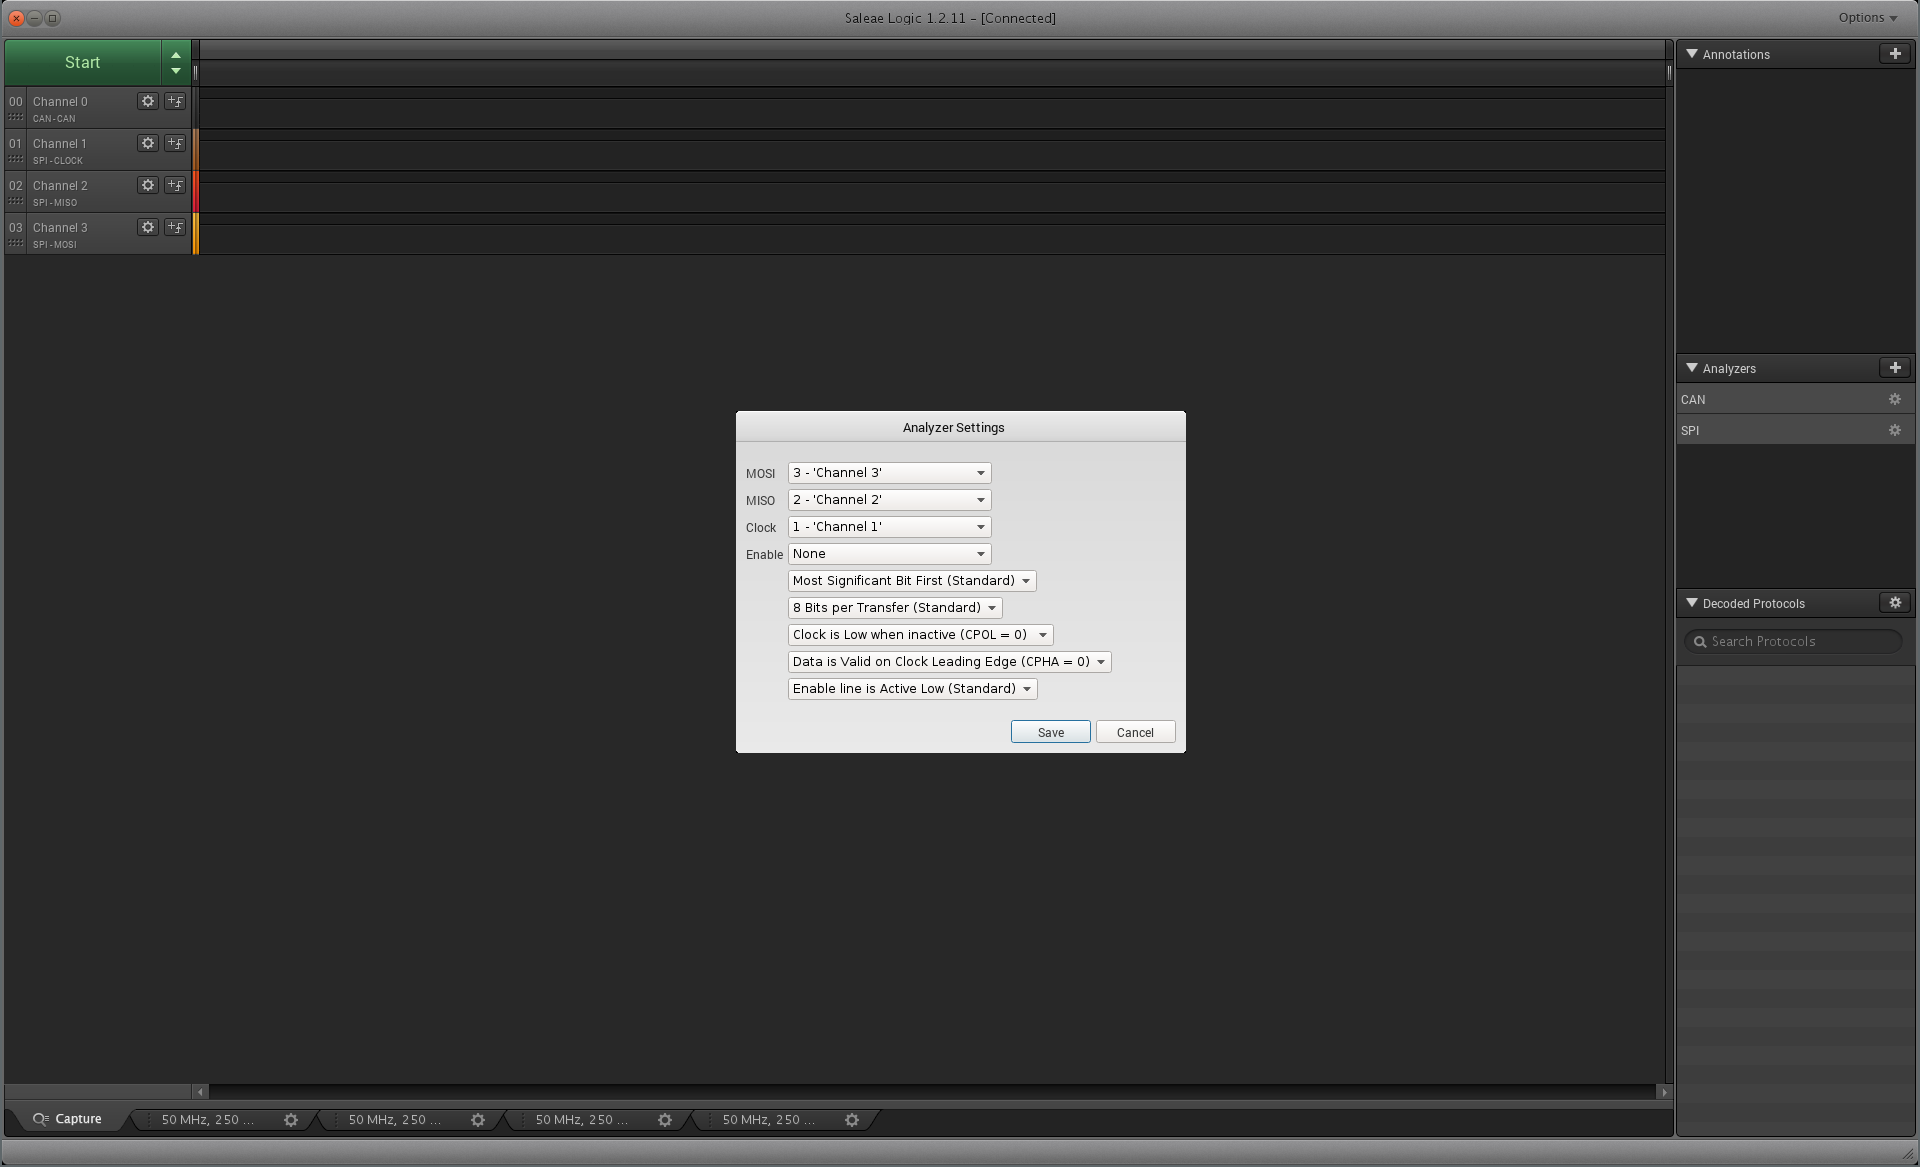 Saleae Logic 1.2.11 - [Connected]
Options
Start
00 Channel 0
CAN - CAN
01 Channel 1
SPI - CLOCK
02 Channel 2
SPI - MISO
03 Channel 3
SPI - MOSI
Annotations
Analyzers
CAN
SPI
Decoded Protocols
Search Protocols
Analyzer Settings
MOSI 3 - 'Channel 3'
MISO 2 - 'Channel 2'
Clock 1 - 'Channel 1'
Enable None
Most Significant Bit First (Standard)
8 Bits per Transfer (Standard)
Clock is Low when inactive (CPOL = 0)
Data is Valid on Clock Leading Edge (CPHA = 0)
Enable line is Active Low (Standard)
Save Cancel
Capture 50 MHz, 250 ... 50 MHz, 250 ... 50 MHz, 250 ... 50 MHz, 250 ...